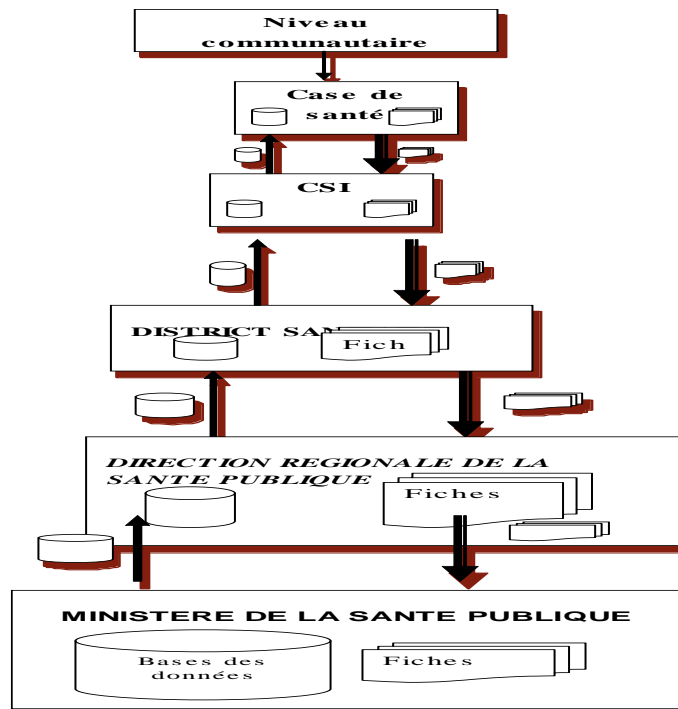 Niveau
communautaire
Case de
santé
CSI
DISTRICT SAN
Fich
DIRECTION REGIONALE DE LA
SANTE PUBLIQUE
Fiches
MINISTERE DE LA SANTE PUBLIQUE
Bases des
données
Fiches